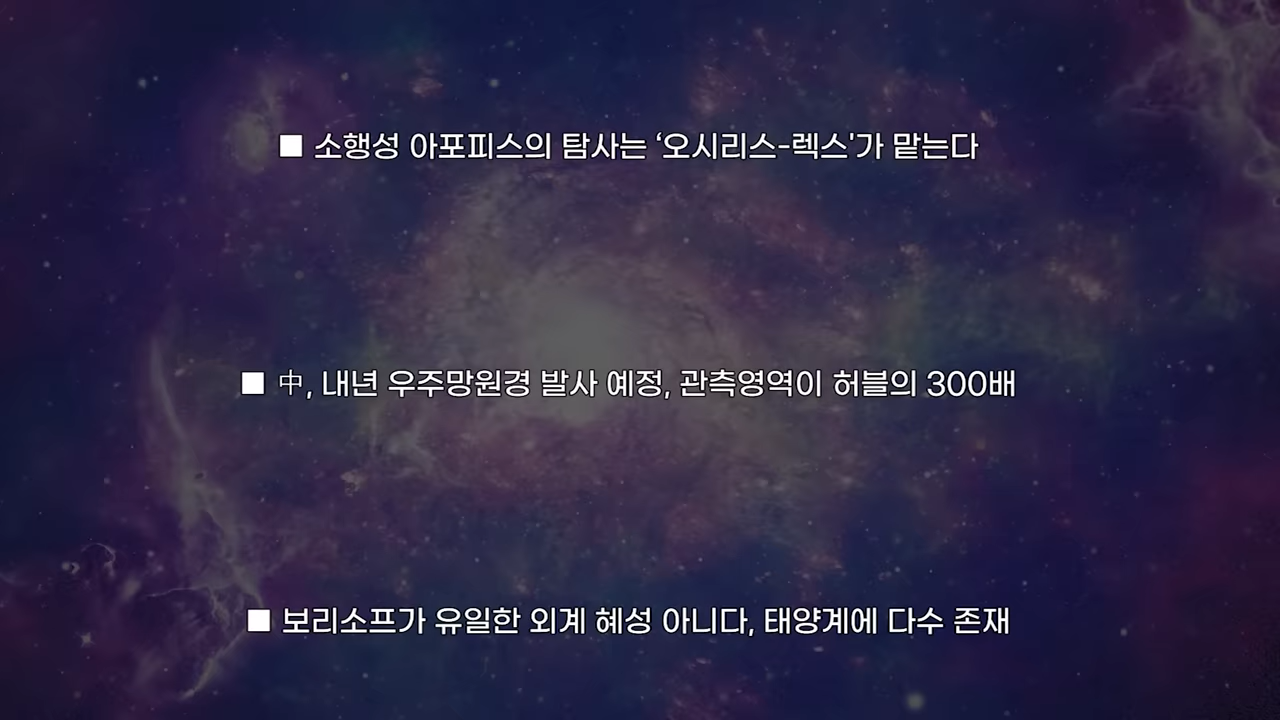 ■ 소행성 아포피스의 탐사는 ‘오시리스-렉스’가 맡는다
■ 中, 내년 우주망원경 발사 예정, 관측영역이 허블의 300배
■ 보리소프가 유일한 외계 혜성 아니다, 태양계에 다수 존재